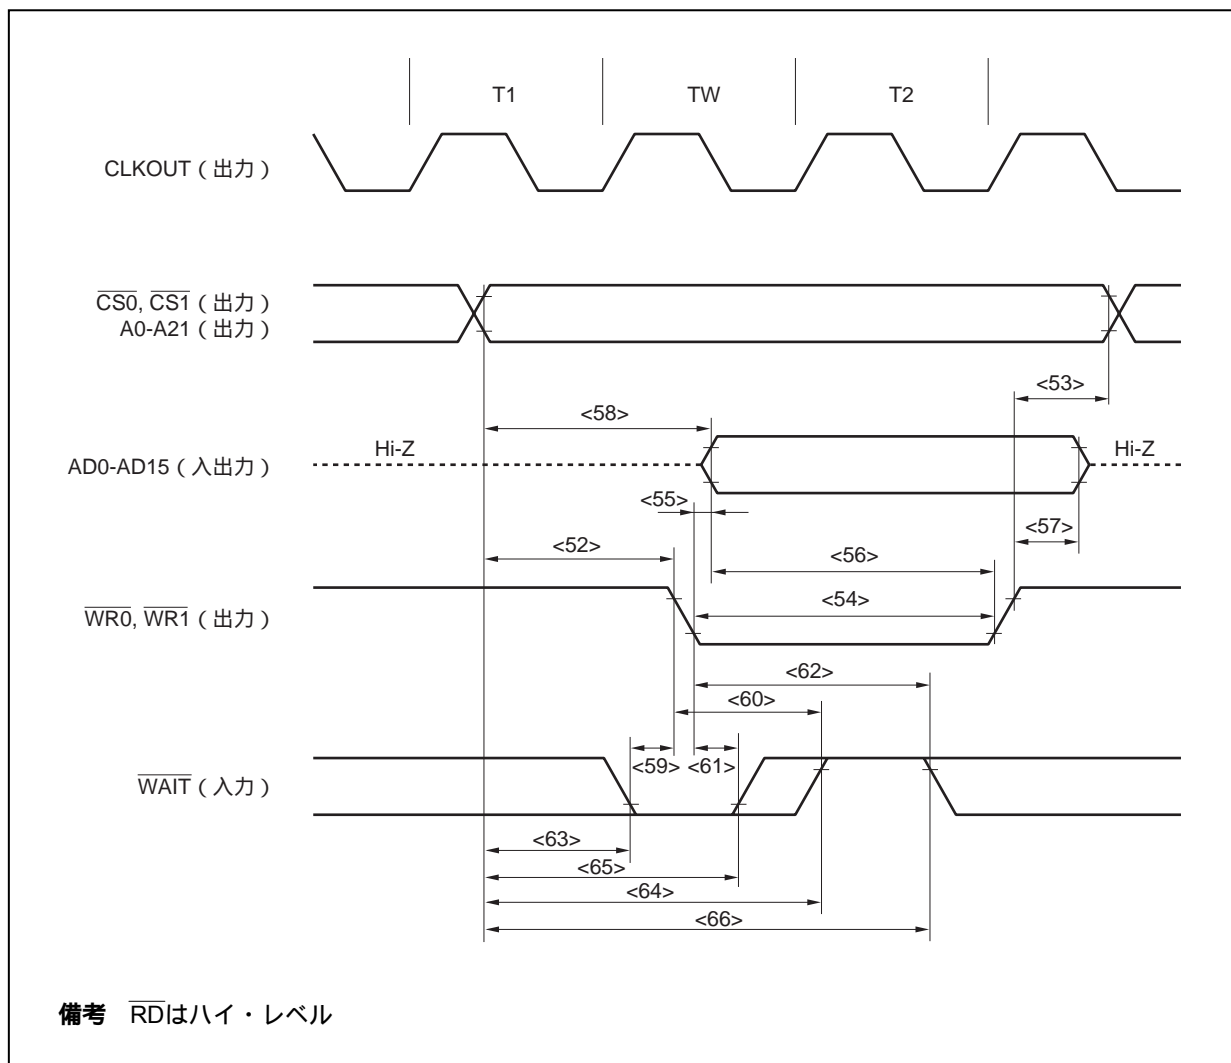 T1 TW T2
CLKOUT（出力）
CS0, CS1（出力）
A0-A21（出力）
<53>
<58>
Hi-Z
Hi-Z
AD0-AD15（入出力）
<55>
<57>
<52>
<56>
<54>
WR0, WR1（出力）
<62>
<60>
<59> <61>
WAIT（入力）
<63>
<65>
<64>
<66>
備考 RDはハイ・レベル